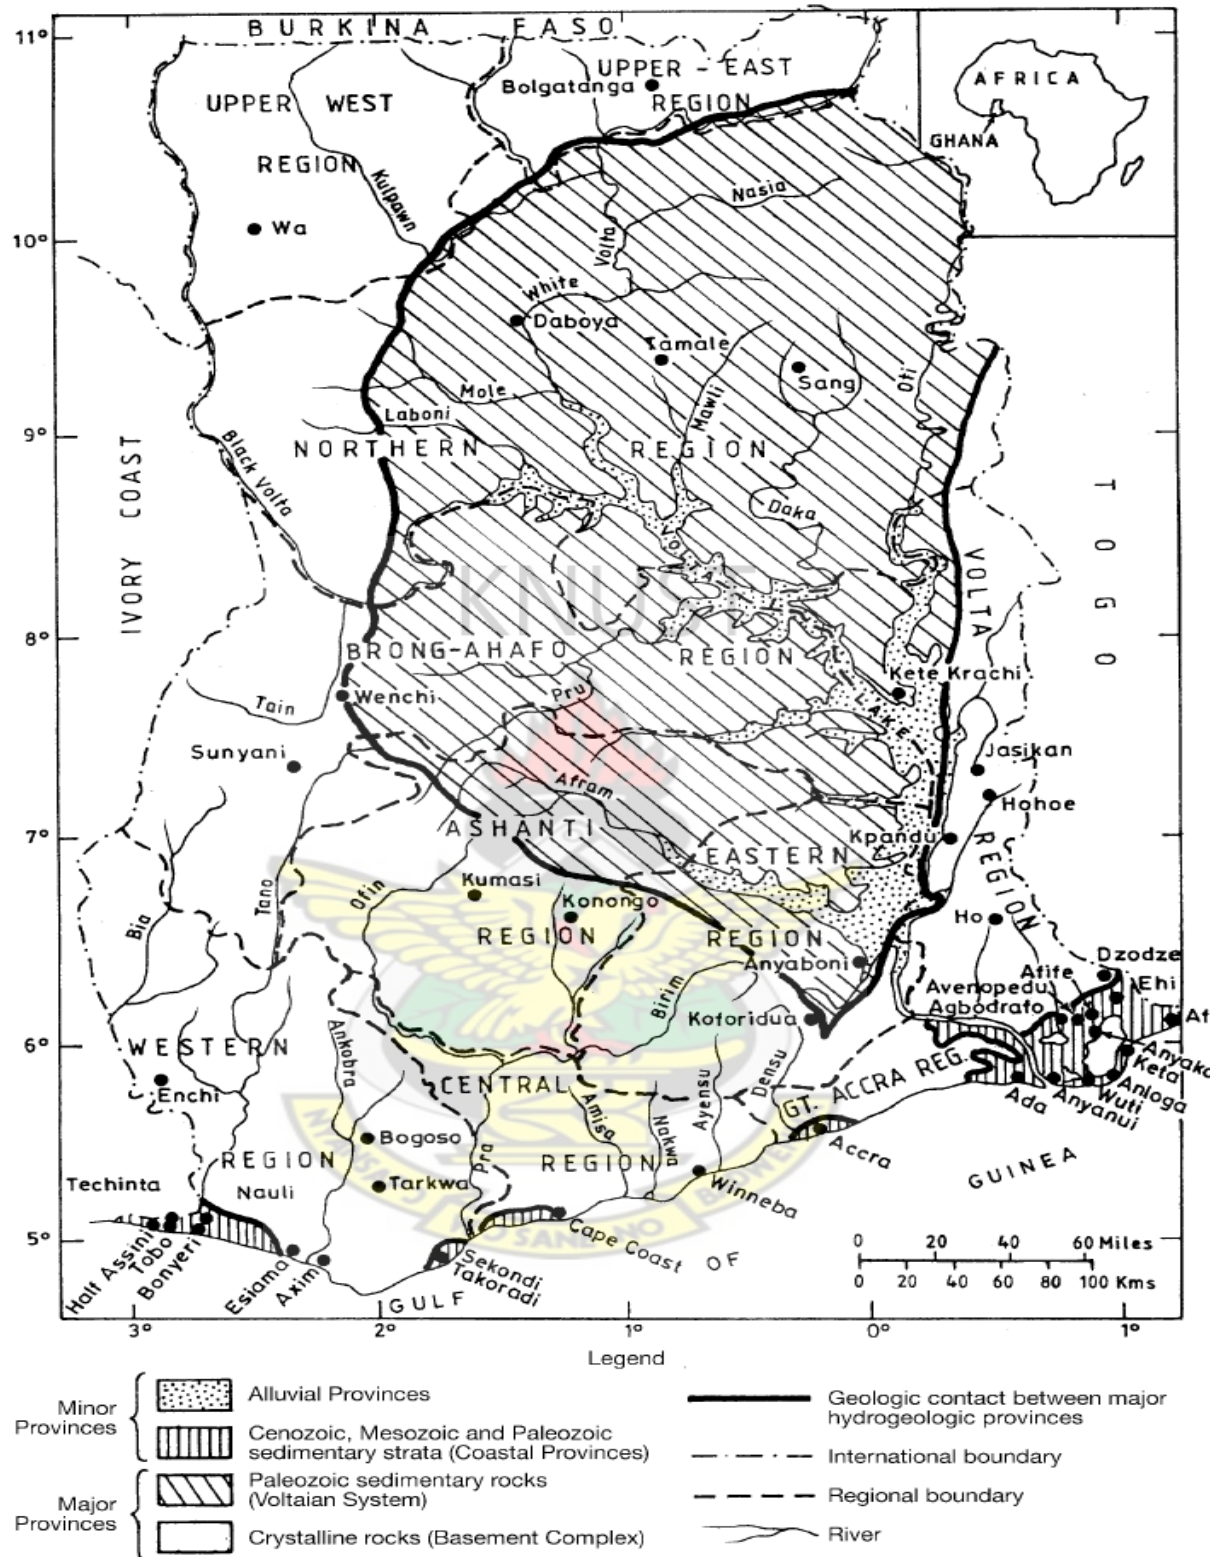 BURKINA FASO
11°
UPPER - EAST
Bolgatanga
REGION
UPPER WEST
REGION
Kulpawn
Wa
AFRICA
GHANA
10°
Nasia
Volta
White
Daboya
Tamale
Sang
Oti
Mole
Mawli
Laboni
9°
NORTHERN REGION
Black Volta
IVORY COAST
TOGO
Daka
VOLTA
VOLTA
KNUST
8°
BRONG-AHAFO REGION
Kete Krachi
LAKE
Pru
Wenchi
Tain
Sunyani
Jasikan
Hohoe
Afram
7°
ASHANTI
EASTERN
Kpandu
REGION
Kumasi
Ofin
Tano
Bia
Konongo
REGION
REGION
Ho
Anyaboni
Birim
Dzodze
Afife
Ehi
Avenopedu
Agbodrafo
Af
Koforidua
6°
WESTERN
Ankobra
Anyako
Keta
Anloga
Wuti
Anyanui
Ada
GT. ACCRA REG.
Densu
Ayensu
Nakwa
Amisa
CENTRAL
Enchi
Bogoso
Pra
REGION
REGION
Accra
GUINEA
Nauli
Tarkwa
Winneba
Techinta
Cape Coast
OF
5°
Half Assini
Tobo
Bonyeri
Esiama
Axim
Sekondi
Takoradi
GULF
0 20 40 60 Miles
0 20 40 60 80 100 Kms
3° 2° 1° 0° 1°
Legend
Minor
Provinces
Alluvial Provinces
Cenozoic, Mesozoic and Paleozoic
sedimentary strata (Coastal Provinces)
Major
Provinces
Paleozoic sedimentary rocks
(Voltaian System)
Crystalline rocks (Basement Complex)
Geologic contact between major
hydrogeologic provinces
International boundary
Regional boundary
River